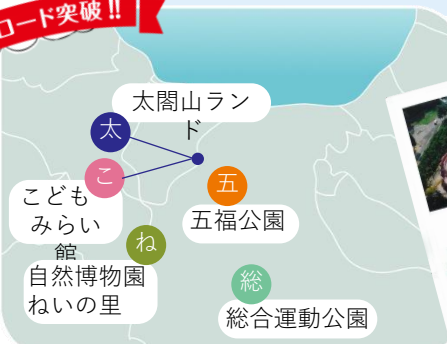 ロード突破!!
太閤山ラン
ド
太
こ
こども
みらい
館
五
五福公園
ね
自然博物園
ねいの里
総
総合運動公園